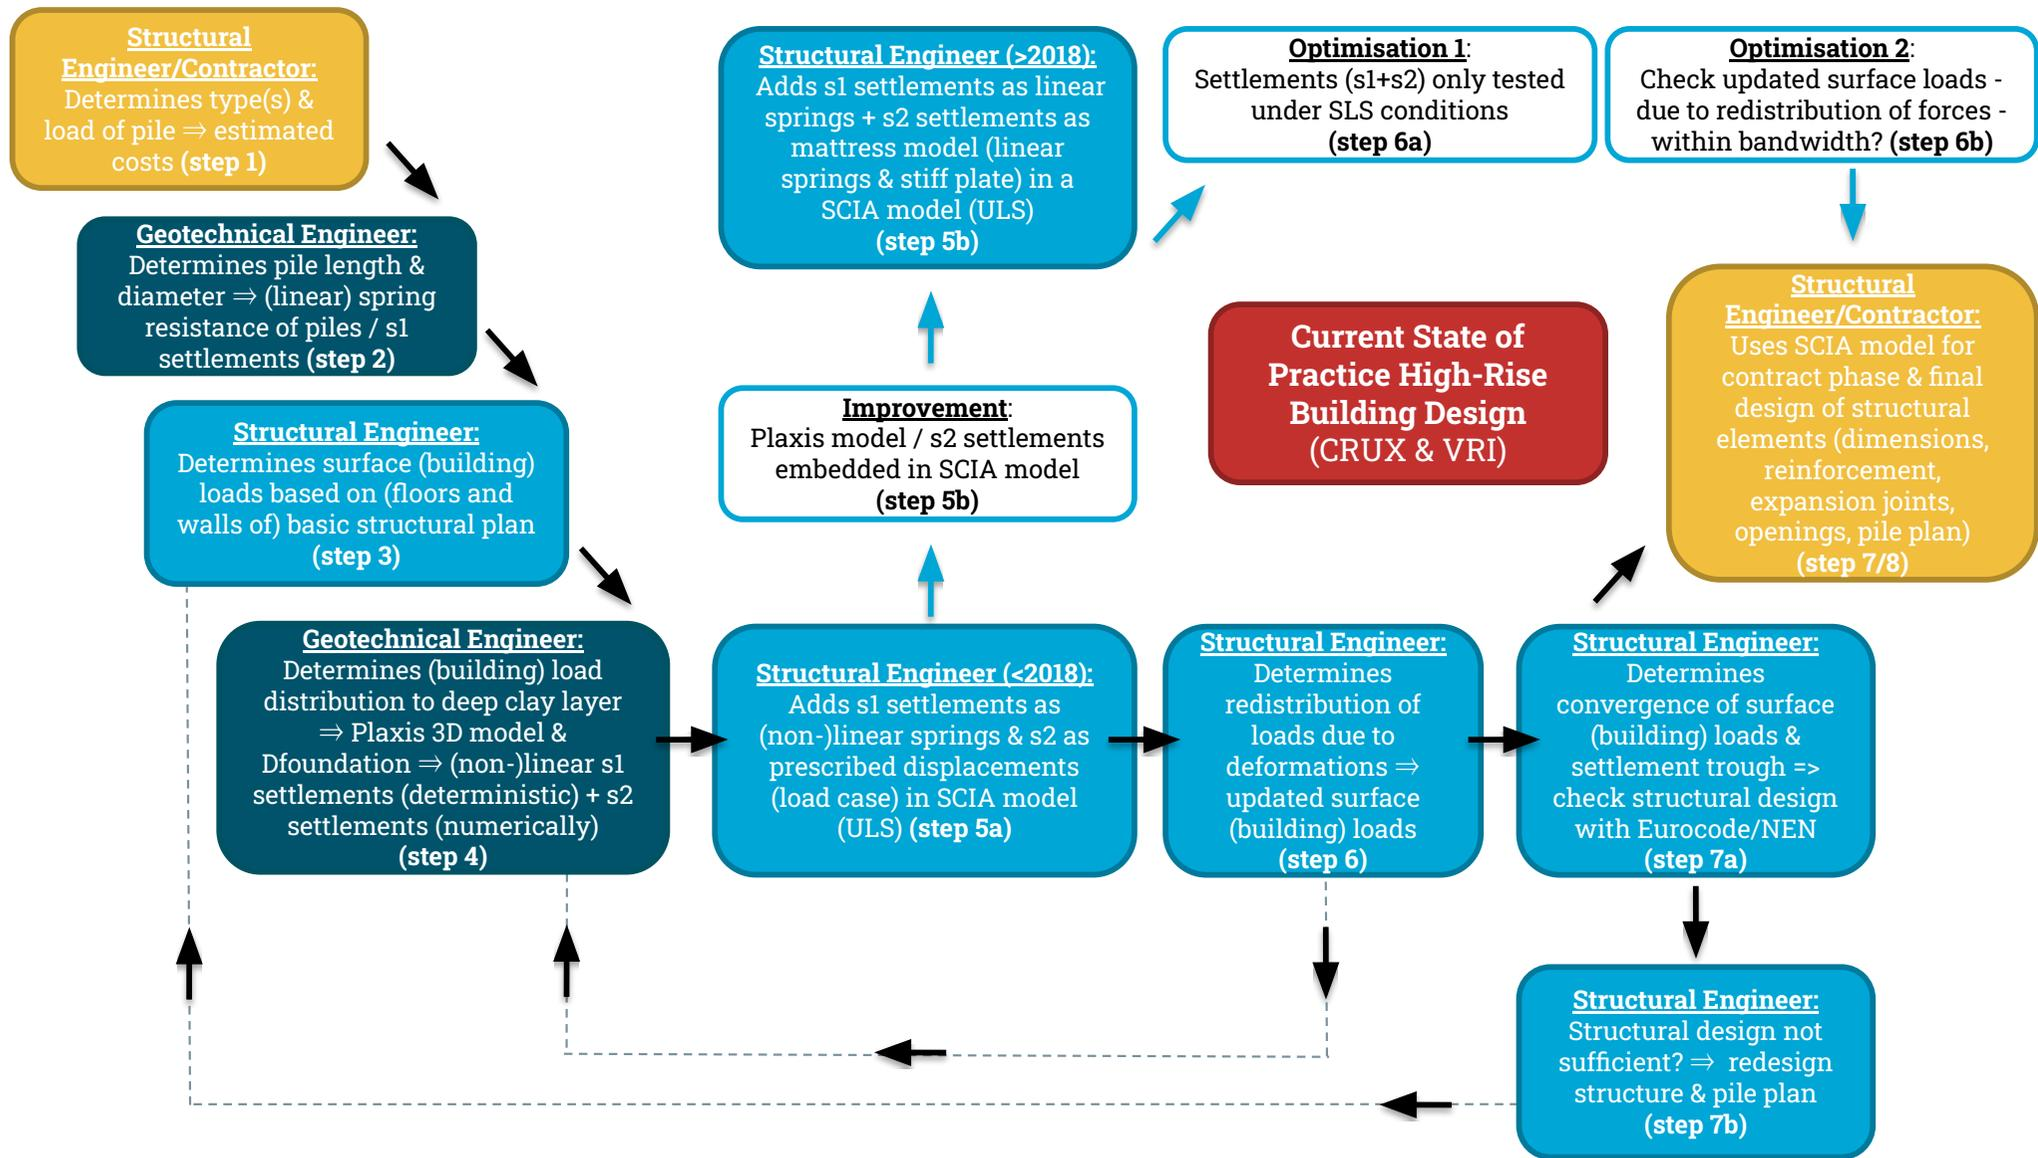 Structural
Engineer/Contractor:
Determines type(s) &
load of pile ⇒ estimated
costs (step 1)
Geotechnical Engineer:
Determines pile length &
diameter ⇒ (linear) spring
resistance of piles / s1
settlements (step 2)
Structural Engineer:
Determines surface (building)
loads based on (floors and
walls of) basic structural plan
(step 3)
Geotechnical Engineer:
Determines (building) load
distribution to deep clay layer
⇒ Plaxis 3D model &
Dfoundation ⇒ (non-)linear s1
settlements (deterministic) + s2
settlements (numerically)
(step 4)
Structural Engineer (<2018):
Adds s1 settlements as
(non-)linear springs & s2 as
prescribed displacements
(load case) in SCIA model
(ULS) (step 5a)
Improvement:
Plaxis model / s2 settlements
embedded in SCIA model
(step 5b)
Structural Engineer (>2018):
Adds s1 settlements as linear
springs + s2 settlements as
mattress model (linear
springs & stiff plate) in a
SCIA model (ULS)
(step 5b)
Optimisation 1:
Settlements (s1+s2) only tested
under SLS conditions
(step 6a)
Optimisation 2:
Check updated surface loads -
due to redistribution of forces -
within bandwidth? (step 6b)
Current State of
Practice High-Rise
Building Design
(CRUX & VRI)
Structural Engineer:
Determines
redistribution of
loads due to
deformations ⇒
updated surface
(building) loads
(step 6)
Structural Engineer:
Determines
convergence of surface
(building) loads &
settlement trough =>
check structural design
with Eurocode/NEN
(step 7a)
Structural Engineer:
Structural design not
sufficient? ⇒ redesign
structure & pile plan
(step 7b)
Structural
Engineer/Contractor:
Uses SCIA model for
contract phase & final
design of structural
elements (dimensions,
reinforcement,
expansion joints,
openings, pile plan)
(step 7/8)